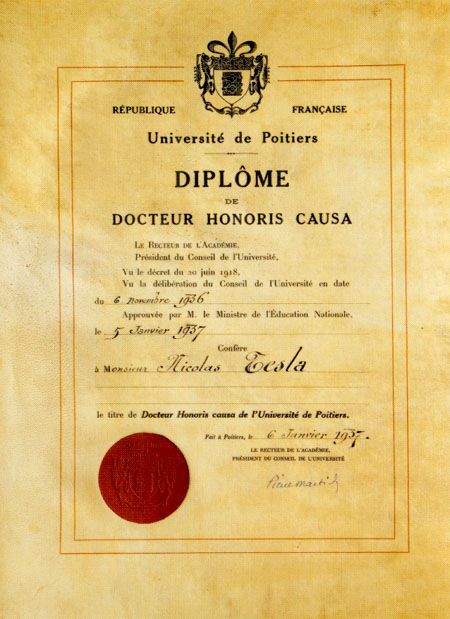 RÉPUBLIQUE FRANÇAISE
Université de Poitiers
DIPLÔME
DE
DOCTEUR HONORIS CAUSA
Le Recteur de l'Académie,
Président du Conseil de l'Université,
Vu le décret du 20 juin 1918,
Vu la délibération du Conseil de l'Université en date
du 6 novembre 1936
Approuvée par M. le Ministre de l'Éducation Nationale,
le 5 Janvier 1937
Confère
à Monsieur Nicolas Tesla
le titre de Docteur Honoris causa de l'Université de Poitiers.
Fait à Poitiers, le 6 Janvier 1937.
LE RECTEUR DE L'ACADÉMIE,
PRÉSIDENT DU CONSEIL DE L'UNIVERSITÉ